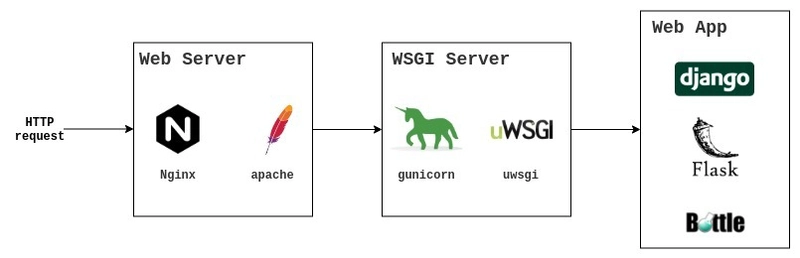 HTTP
request
Web Server
Nginx
apache
WSGI Server
uWSGI
gunicorn
uwsgi
Web App
django
Flask
Bottle